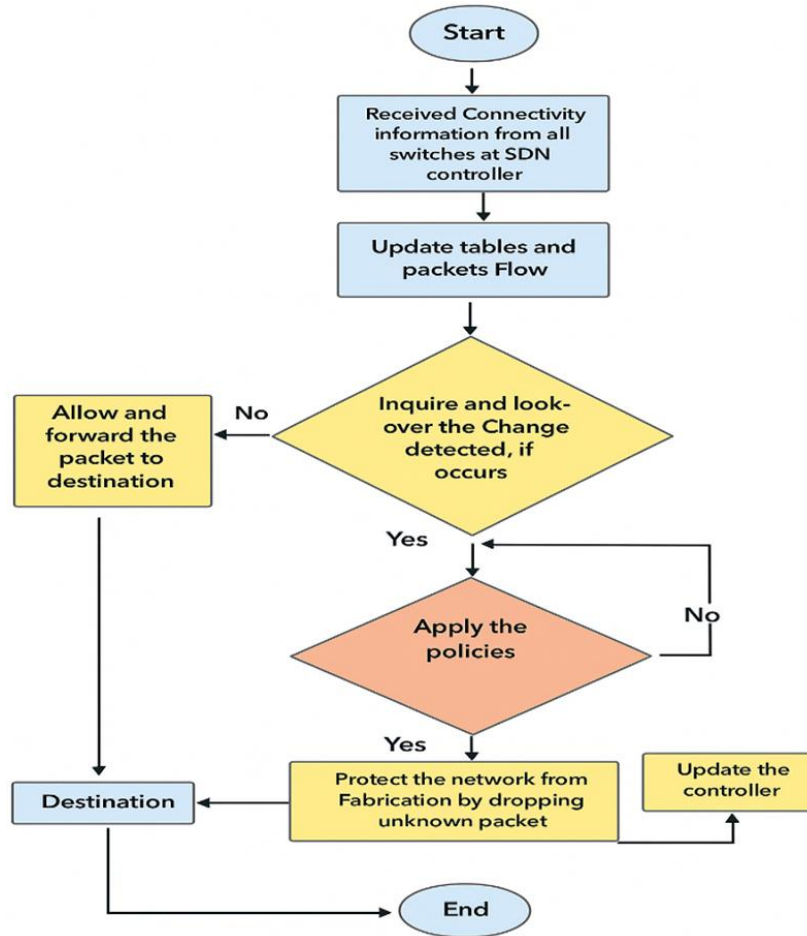 Start
Received Connectivity
information from all
switches at SDN
controller
Update tables and
packets Flow
Inquire and look-
over the Change
detected, if
occurs
No
Allow and
forward the
packet to
destination
Yes
Apply the
policies
No
Yes
Protect the network from
Fabrication by dropping
unknown packet
Update the
controller
Destination
End